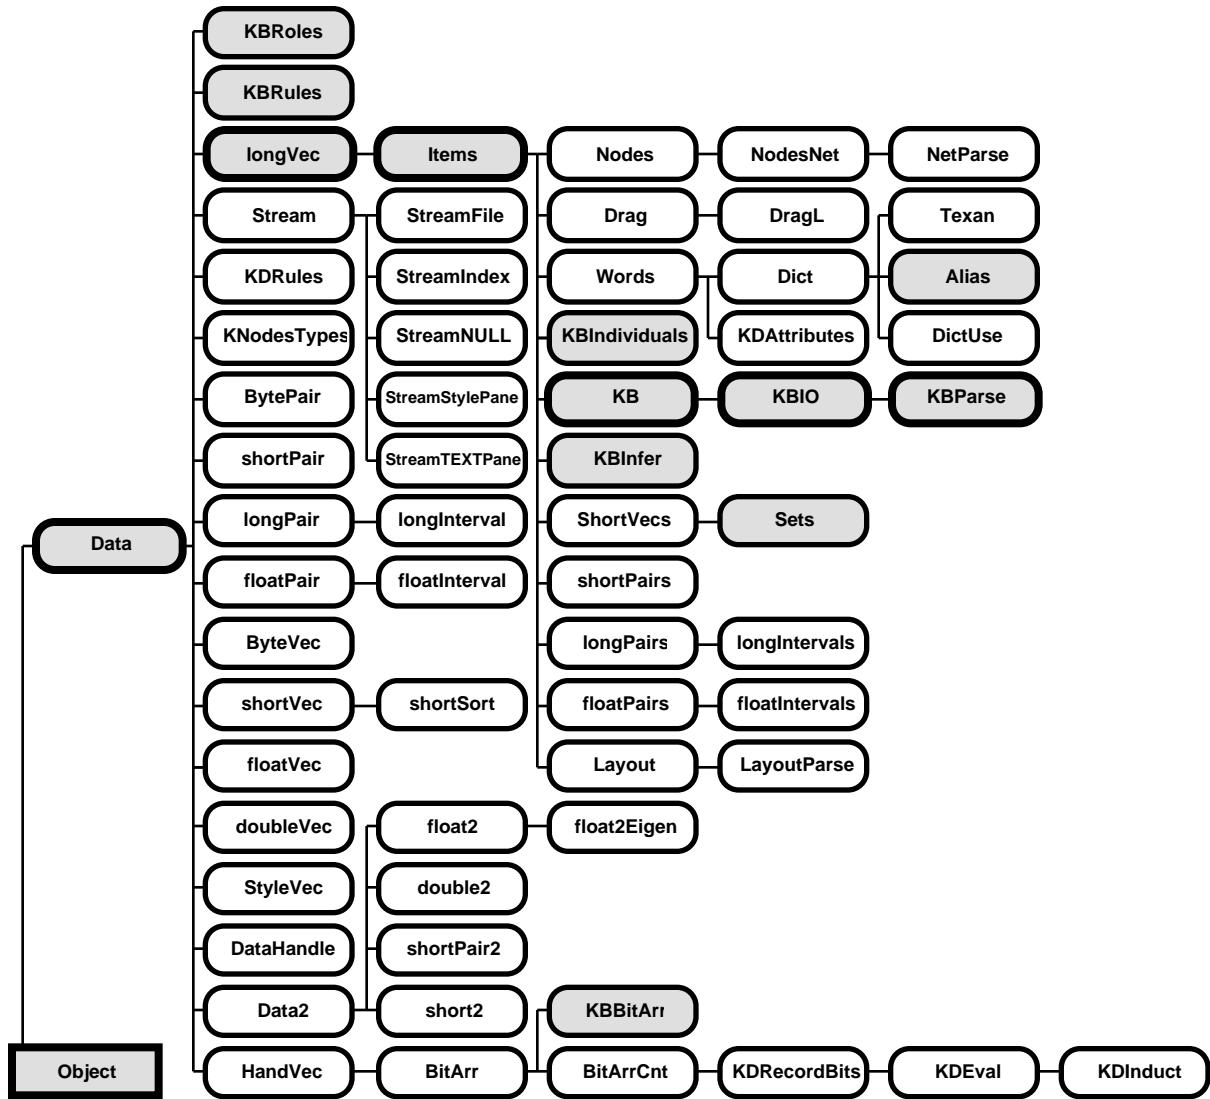 KBRoles
KBRules
longVec Items Nodes NodesNet NetParse
Stream StreamFile Drag DragL Texan
KDRules StreamIndex Words Dict Alias
KNodesTypes StreamNULL KBIndividuals KDAttributes DictUse
BytePair StreamStylePane KB KBIO KBParse
shortPair StreamTEXTPane KBInfer
longPair longInterval ShortVecs Sets
Data
floatPair floatInterval shortPairs
ByteVec longPairs longIntervals
shortVec shortSort floatPairs floatIntervals
floatVec Layout LayoutParse
doubleVec float2 float2Eigen
StyleVec double2
DataHandle shortPair2
Data2 short2 KBBitArr
Object HandVec BitArr BitArrCnt KDRecordBits KDEval KDInduct